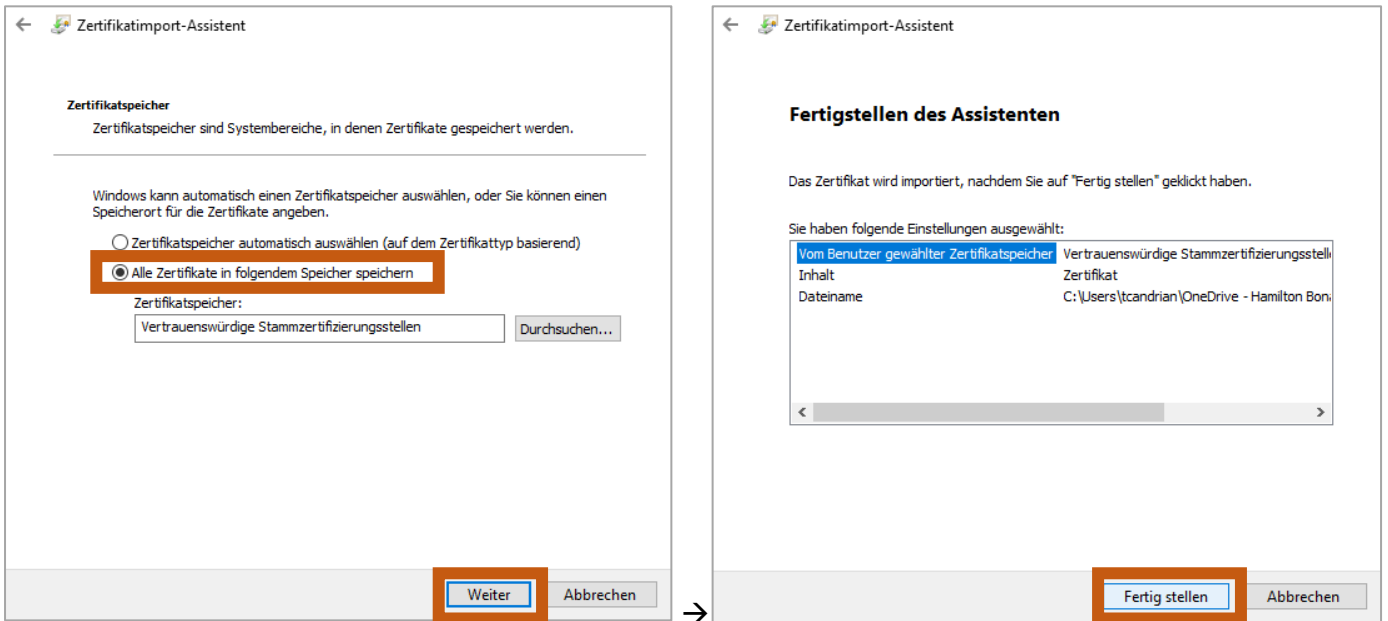 Zertifikatimport-Assistent
Zertifikatspeicher
Zertifikatspeicher sind Systembereiche, in denen Zertifikate gespeichert werden.
Windows kann automatisch einen Zertifikatspeicher auswählen, oder Sie können einen
Speicherort für die Zertifikate angeben.
Zertifikatspeicher automatisch auswählen (auf dem Zertifikattyp basierend)
Alle Zertifikate in folgendem Speicher speichern
Zertifikatspeicher:
Vertrauenswürdige Stammzertifizierungsstellen Durchsuchen...
Weiter Abbrechen
→
Zertifikatimport-Assistent
Fertigstellen des Assistenten
Das Zertifikat wird importiert, nachdem Sie auf "Fertig stellen" geklickt haben.
Sie haben folgende Einstellungen ausgewählt:
Vom Benutzer gewählter Zertifikatspeicher Vertrauenswürdige Stammzertifizierungsstell
Inhalt Zertifikat
Dateiname C:\Users\tcandrian\OneDrive - Hamilton Bon
Fertig stellen Abbrechen